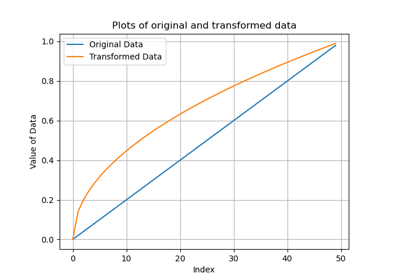 Plots of original and transformed data
Original Data
Transformed Data
1.0
0.8
0.6
0.4
0.2
0.0
Value of Data
0
10
20
30
40
50
Index